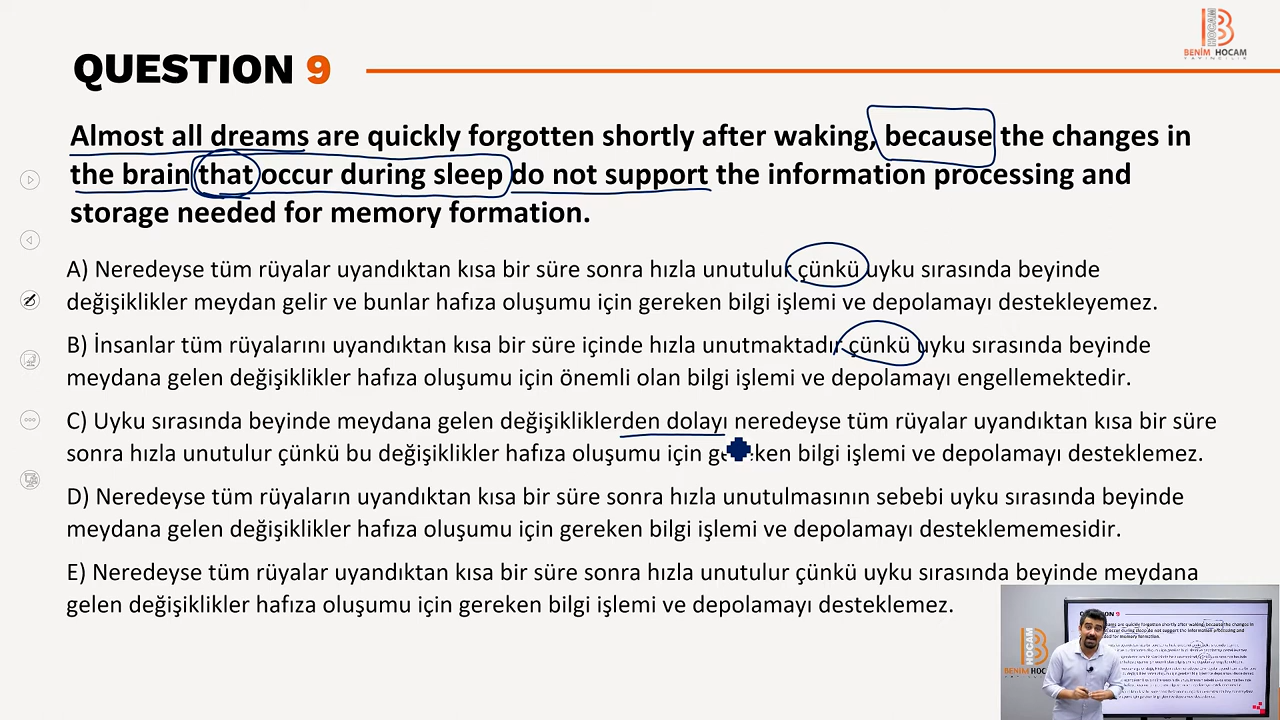 BENİM HOCAM
YAYINCILIK
QUESTION 9
Almost all dreams are quickly forgotten shortly after waking, because the changes in
the brain that occur during sleep do not support the information processing and
storage needed for memory formation.
A) Neredeyse tüm rüyalar uyandıktan kısa bir süre sonra hızla unutulur çünkü uyku sırasında beyinde
değişiklikler meydan gelir ve bunlar hafıza oluşumu için gereken bilgi işlemi ve depolamayı destekleyemez.
B) İnsanlar tüm rüyalarını uyandıktan kısa bir süre içinde hızla unutmaktadır çünkü uyku sırasında beyinde
meydana gelen değişiklikler hafıza oluşumu için önemli olan bilgi işlemi ve depolamayı engellemektedir.
C) Uyku sırasında beyinde meydana gelen değişikliklerden dolayı neredeyse tüm rüyalar uyandıktan kısa bir süre
sonra hızla unutulur çünkü bu değişiklikler hafıza oluşumu için gereken bilgi işlemi ve depolamayı desteklemez.
D) Neredeyse tüm rüyaların uyandıktan kısa bir süre sonra hızla unutulmasının sebebi uyku sırasında beyinde
meydana gelen değişiklikler hafıza oluşumu için gereken bilgi işlemi ve depolamayı desteklememesidir.
E) Neredeyse tüm rüyalar uyandıktan kısa bir süre sonra hızla unutulur çünkü uyku sırasında beyinde meydana
gelen değişiklikler hafıza oluşumu için gereken bilgi işlemi ve depolamayı desteklemez.